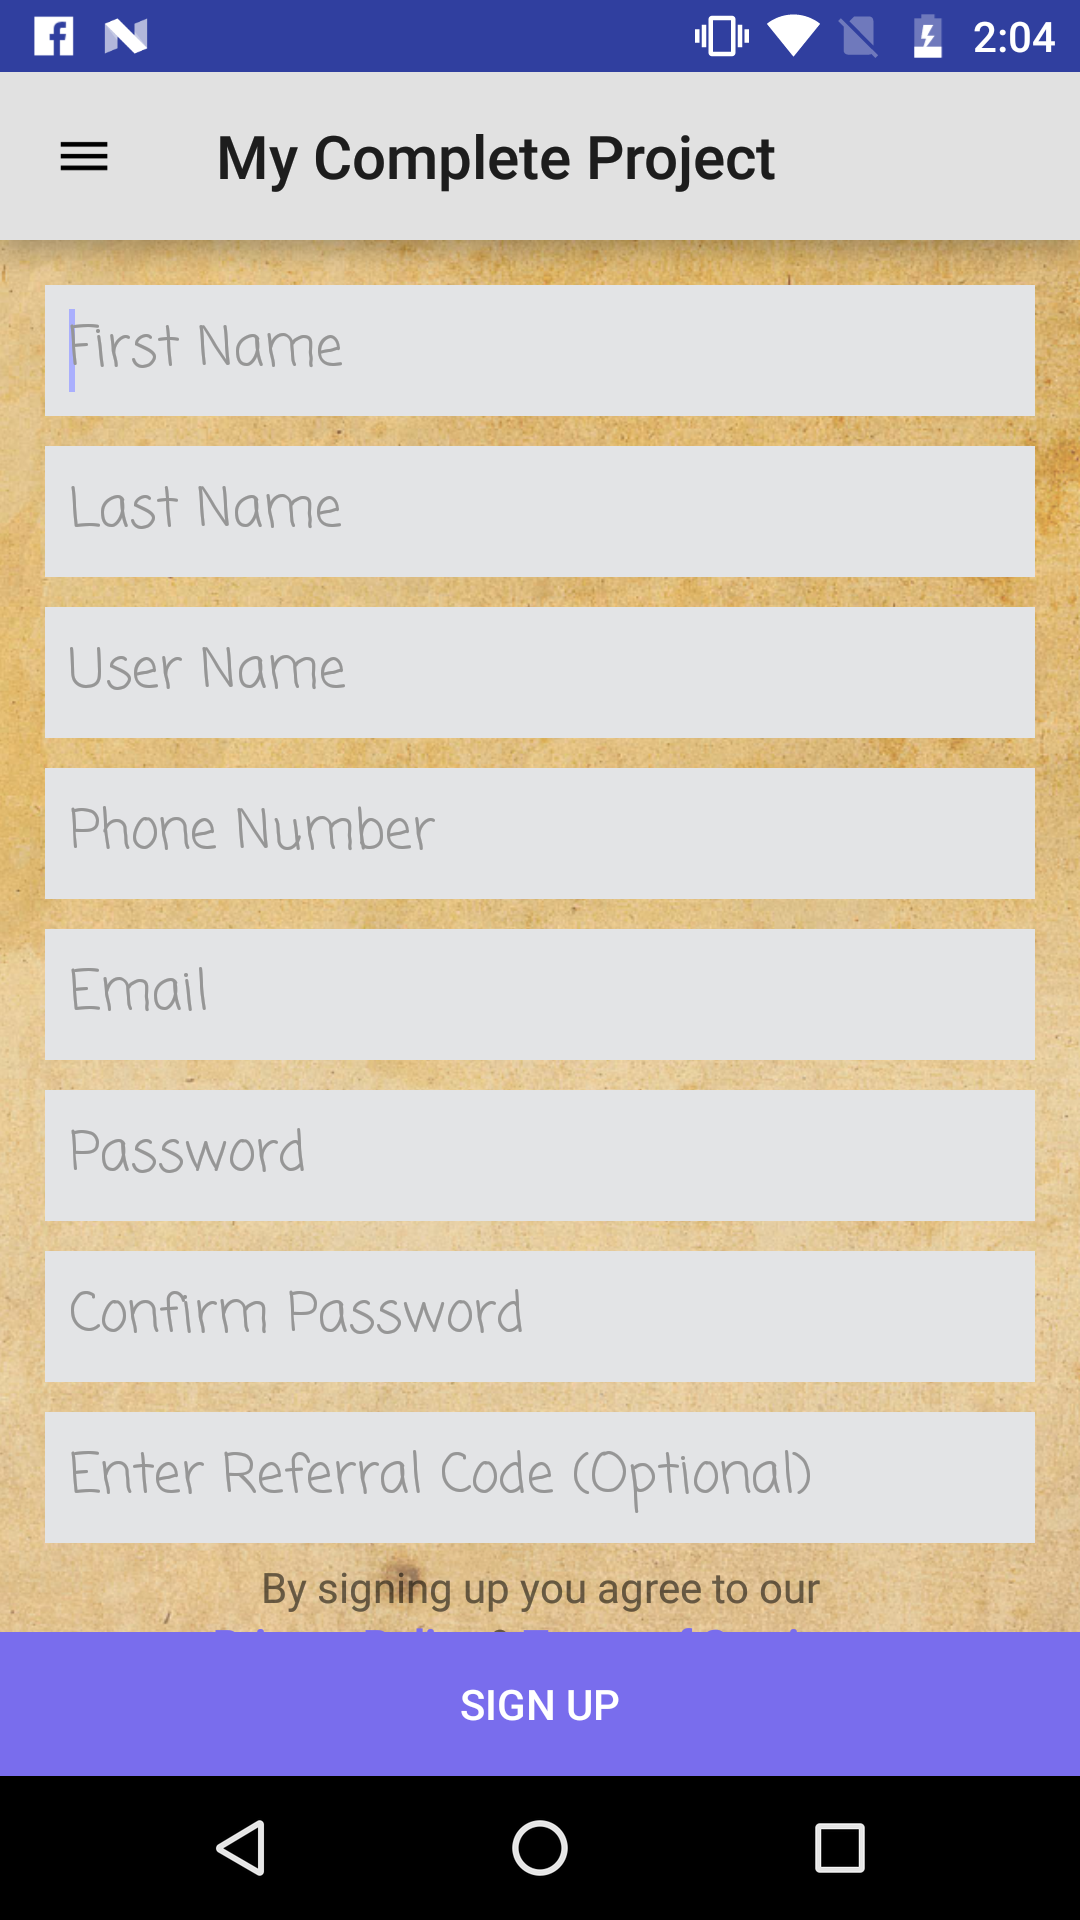 2:04
My Complete Project
First Name
Last Name
User Name
Phone Number
Email
Password
Confirm Password
Enter Referral Code (Optional)
By signing up you agree to our
SIGN UP